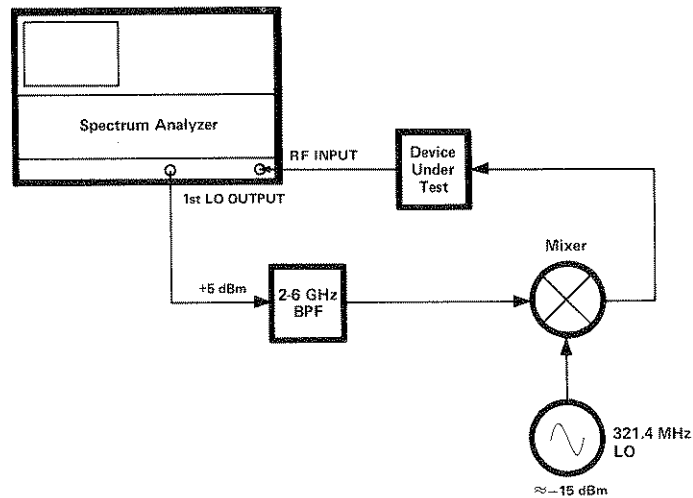 Spectrum Analyzer
RF INPUT
1st LO OUTPUT
Device
Under
Test
Mixer
+5 dBm
2-6 GHz
BPF
321.4 MHz
LO
≈–15 dBm